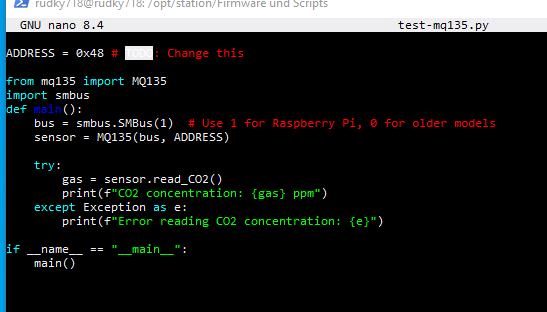 rudky718@rudky718: /opt/station/Firmware und Scripts
GNU nano 8.4 test-mq135.py
ADDRESS = 0x48 # TODO: Change this
from mq135 import MQ135
import smbus
def main():
    bus = smbus.SMBus(1)  # Use 1 for Raspberry Pi, 0 for older models
    sensor = MQ135(bus, ADDRESS)
    try:
        gas = sensor.read_CO2()
        print(f"CO2 concentration: {gas} ppm")
    except Exception as e:
        print(f"Error reading CO2 concentration: {e}")
if __name__ == "__main__":
    main()